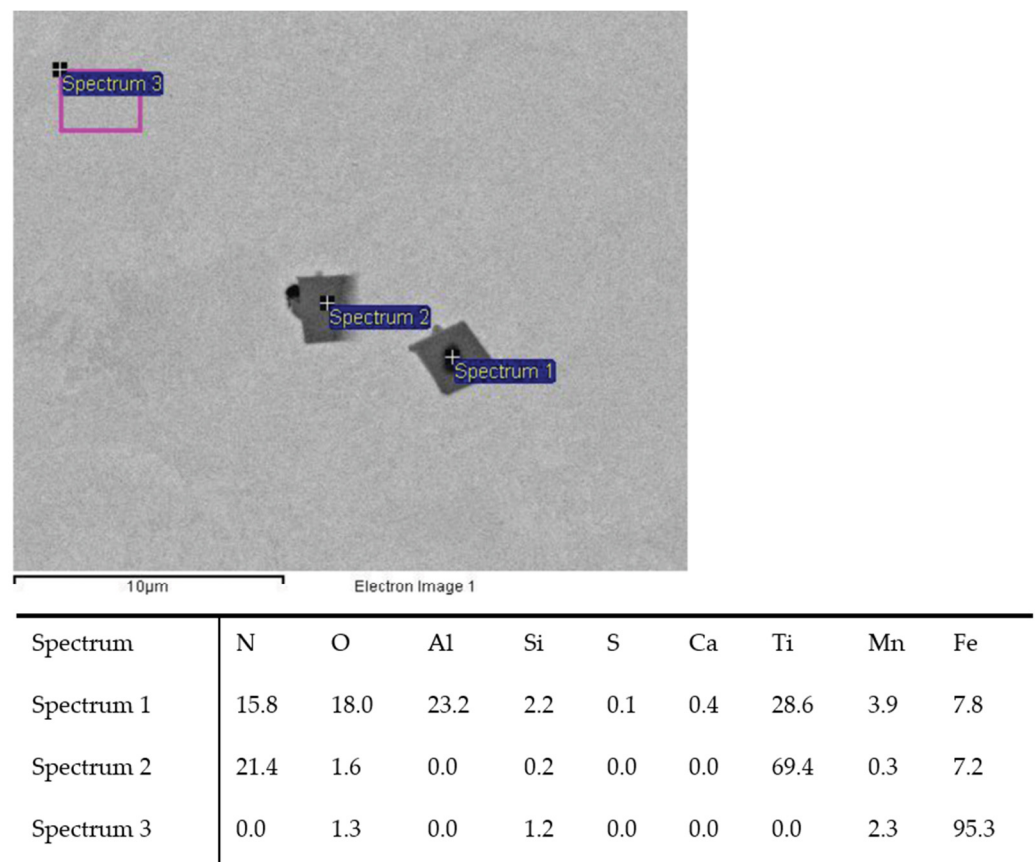 Spectrum 3
Spectrum 2
Spectrum 1
10µm Electron Image 1
Spectrum N O Al Si S Ca Ti Mn Fe
Spectrum 1 15.8 18.0 23.2 2.2 0.1 0.4 28.6 3.9 7.8
Spectrum 2 21.4 1.6 0.0 0.2 0.0 0.0 69.4 0.3 7.2
Spectrum 3 0.0 1.3 0.0 1.2 0.0 0.0 0.0 2.3 95.3